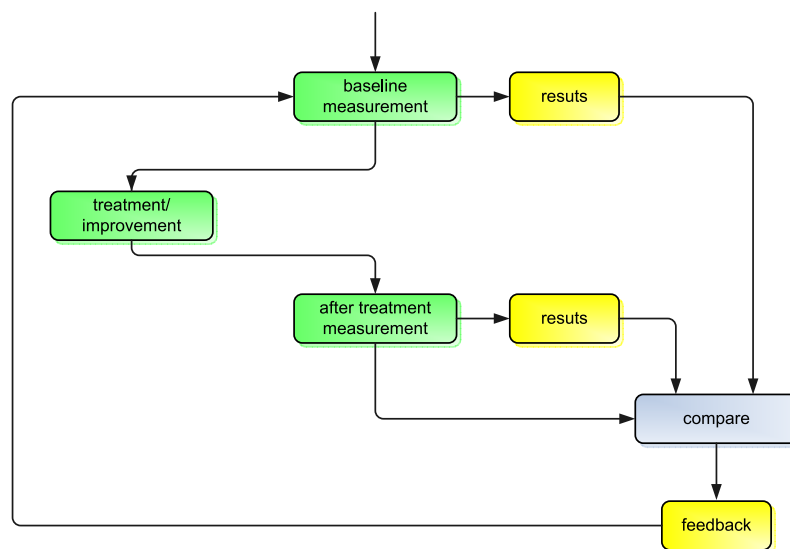 baseline
measurement
resuts
treatment/
improvement
after treatment
measurement
resuts
compare
feedback